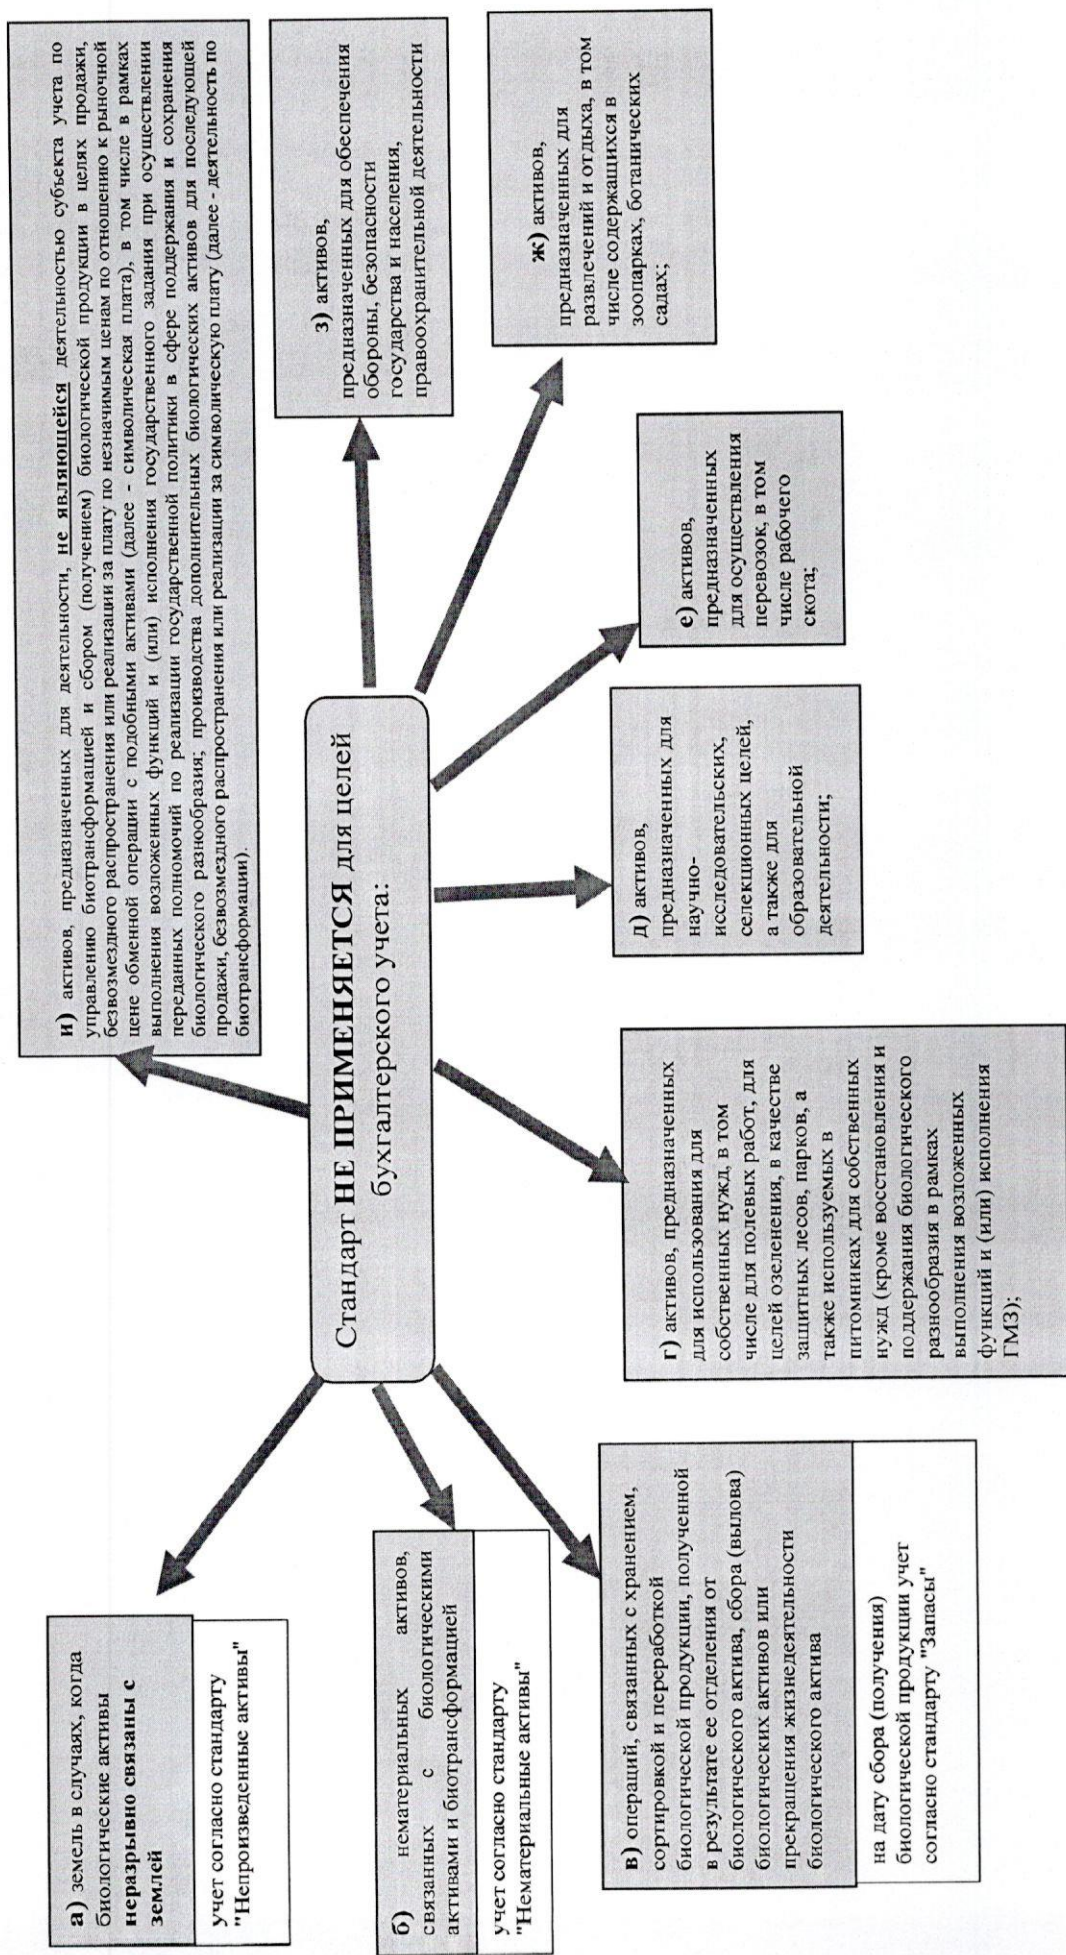 Стандарт НЕ ПРИМЕНЯЕТСЯ для целей
бухгалтерского учета:
а) земель в случаях, когда
биологические активы
неразрывно связаны с
землей
учет согласно стандарту
"Непроизведенные активы"
б) нематериальных активов,
связанных с биологическими
активами и биотрансформацией
учет согласно стандарту
"Нематериальные активы"
в) операций, связанных с хранением,
сортировкой и переработкой
биологической продукции, полученной
в результате ее отделения от
биологического актива, сбора (вылова)
биологических активов или
прекращения жизнедеятельности
биологического актива
на дату сбора (получения)
биологической продукции учет
согласно стандарту "Запасы"
г) активов, предназначенных
для использования для
собственных нужд, в том
числе для полевых работ, для
целей озеленения, в качестве
защитных лесов, парков, а
также используемых в
питомниках для собственных
нужд (кроме восстановления и
поддержания биологического
разнообразия в рамках
выполнения возложенных
функций и (или) исполнения
ГМЗ);
д) активов,
предназначенных для
научно-
исследовательских,
селекционных целей,
а также для
образовательной
деятельности;
е) активов,
предназначенных
для осуществления
перевозок, в том
числе рабочего
скота;
ж) активов,
предназначенных для
развлечений и отдыха, в том
числе содержащихся в
зоопарках, ботанических
садах;
з) активов,
предназначенных для обеспечения
обороны, безопасности
государства и населения,
правоохранительной деятельности
и) активов, предназначенных для деятельности, не являющейся деятельностью субъекта учета по
управлению биотрансформацией и сбором (получением) биологической продукции в целях продажи,
безвозмездного распространения или реализации за плату по незначимым ценам по отношению к рыночной
цене обменной операции с подобными активами (далее - символическая плата), в том числе в рамках
выполнения возложенных функций и (или) исполнения государственного задания при осуществлении
переданных полномочий по реализации государственной политики в сфере поддержания и сохранения
биологического разнообразия; производства дополнительных биологических активов для последующей
продажи, безвозмездного распространения или реализации за символическую плату (далее - деятельность по
биотрансформации).